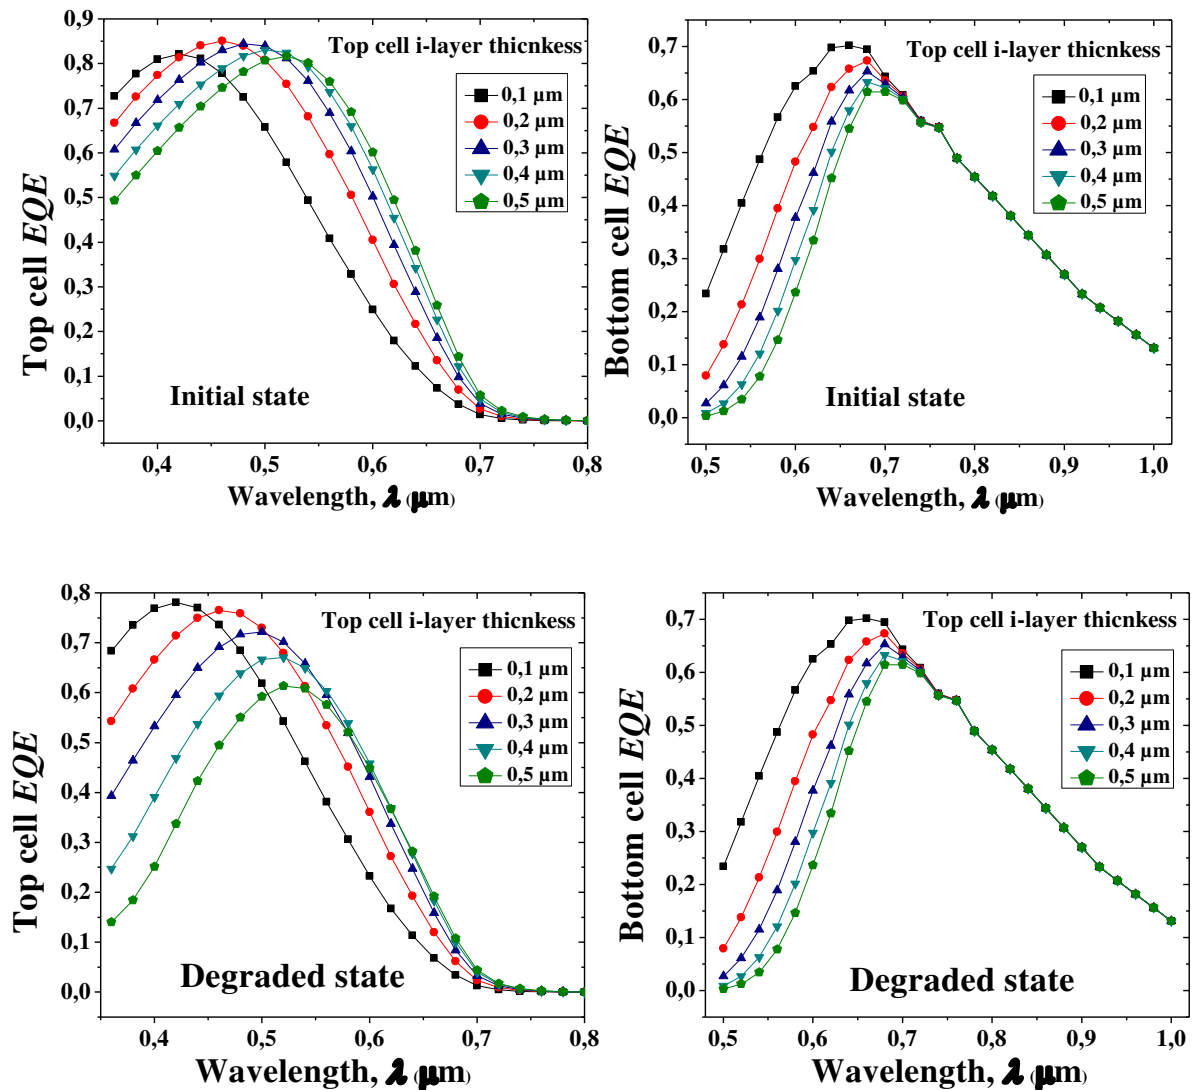 Top cell i-layer thicnkess
0,1 µm
0,2 µm
0,3 µm
0,4 µm
0,5 µm
Initial state
Top cell EQE
0,9
0,8
0,7
0,6
0,5
0,4
0,3
0,2
0,1
0,0
0,4 0,5 0,6 0,7 0,8
Wavelength, λ (µm)
Top cell i-layer thicnkess
0,1 µm
0,2 µm
0,3 µm
0,4 µm
0,5 µm
Initial state
Bottom cell EQE
0,7
0,6
0,5
0,4
0,3
0,2
0,1
0,0
0,5 0,6 0,7 0,8 0,9 1,0
Wavelength, λ (µm)
Top cell i-layer thicnkess
0,1 µm
0,2 µm
0,3 µm
0,4 µm
0,5 µm
Degraded state
Top cell EQE
0,8
0,7
0,6
0,5
0,4
0,3
0,2
0,1
0,0
0,4 0,5 0,6 0,7 0,8
Wavelength, λ (µm)
Top cell i-layer thicnkess
0,1 µm
0,2 µm
0,3 µm
0,4 µm
0,5 µm
Degraded state
Bottom cell EQE
0,7
0,6
0,5
0,4
0,3
0,2
0,1
0,0
0,5 0,6 0,7 0,8 0,9 1,0
Wavelength, λ (µm)